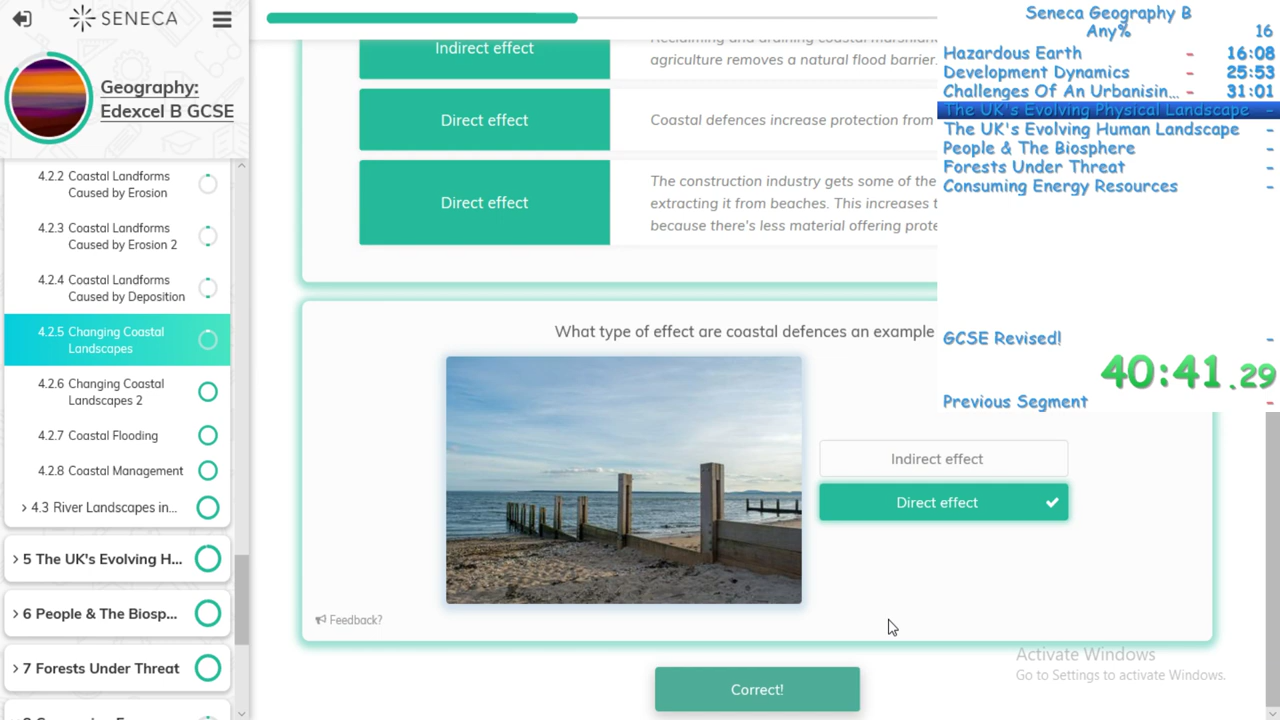 SENECA
Geography:
Edexcel B GCSE
4.2.2 Coastal Landforms
Caused by Erosion
4.2.3 Coastal Landforms
Caused by Erosion 2
4.2.4 Coastal Landforms
Caused by Deposition
4.2.5 Changing Coastal
Landscapes
4.2.6 Changing Coastal
Landscapes 2
4.2.7 Coastal Flooding
4.2.8 Coastal Management
4.3 River Landscapes in...
5 The UK's Evolving H...
6 People & The Biosp...
7 Forests Under Threat
Indirect effect
Reclaiming and draining coastal
agriculture removes a natural flood barrier.
Direct effect
Coastal defences increase protection from
Direct effect
The construction industry gets some of the
extracting it from beaches. This increases
because there's less material offering
What type of effect are coastal defences an example
Indirect effect
Direct effect
Feedback?
Correct!
Seneca Geography B
Any% 16
Hazardous Earth - 16:08
Development Dynamics - 25:53
Challenges Of An Urbanisin... - 31:01
The UK's Evolving Physical Landscape -
The UK's Evolving Human Landscape -
People & The Biosphere -
Forests Under Threat -
Consuming Energy Resources -
GCSE Revised! -
40:41.29
Previous Segment -
Activate Windows
Go to Settings to activate Windows.